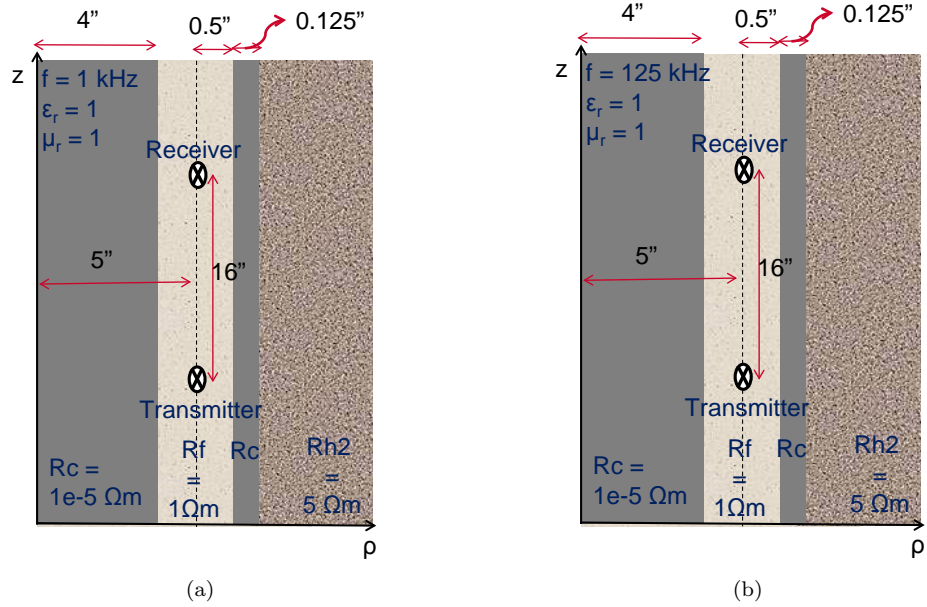 4”
0.5”
0.125”
z
f = 1 kHz
εr = 1
μr = 1
Receiver
5”
16”
Transmitter
Rf
=
1Ωm
Rc
Rh2
=
5 Ωm
Rc =
1e-5 Ωm
ρ
(a)
4”
0.5”
0.125”
z
f = 125 kHz
εr = 1
μr = 1
Receiver
5”
16”
Transmitter
Rf
=
1Ωm
Rc
Rh2
=
5 Ωm
Rc =
1e-5 Ωm
ρ
(b)